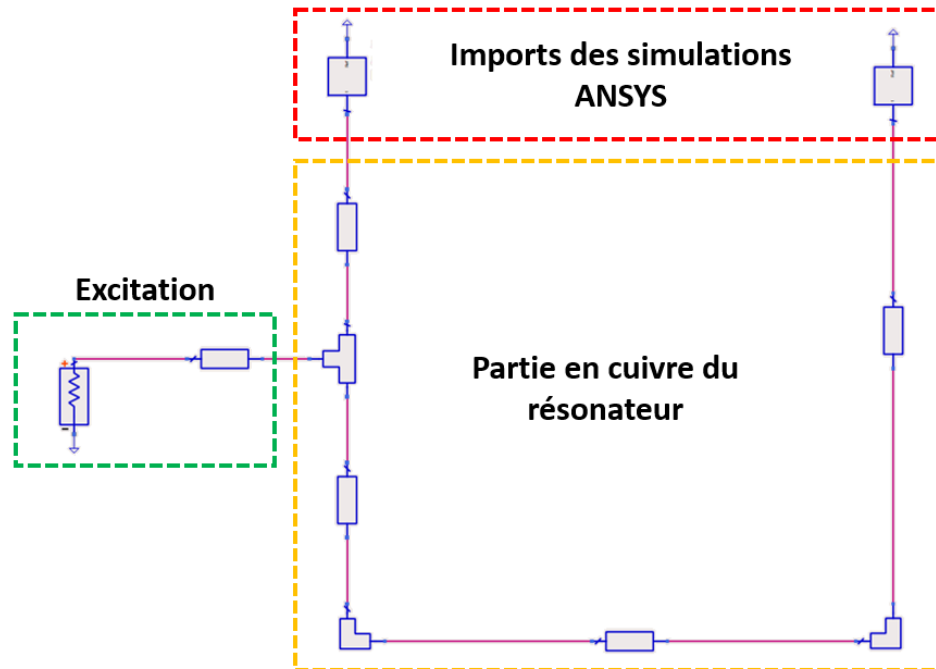 Imports des simulations
ANSYS
Excitation
Partie en cuivre du
résonateur